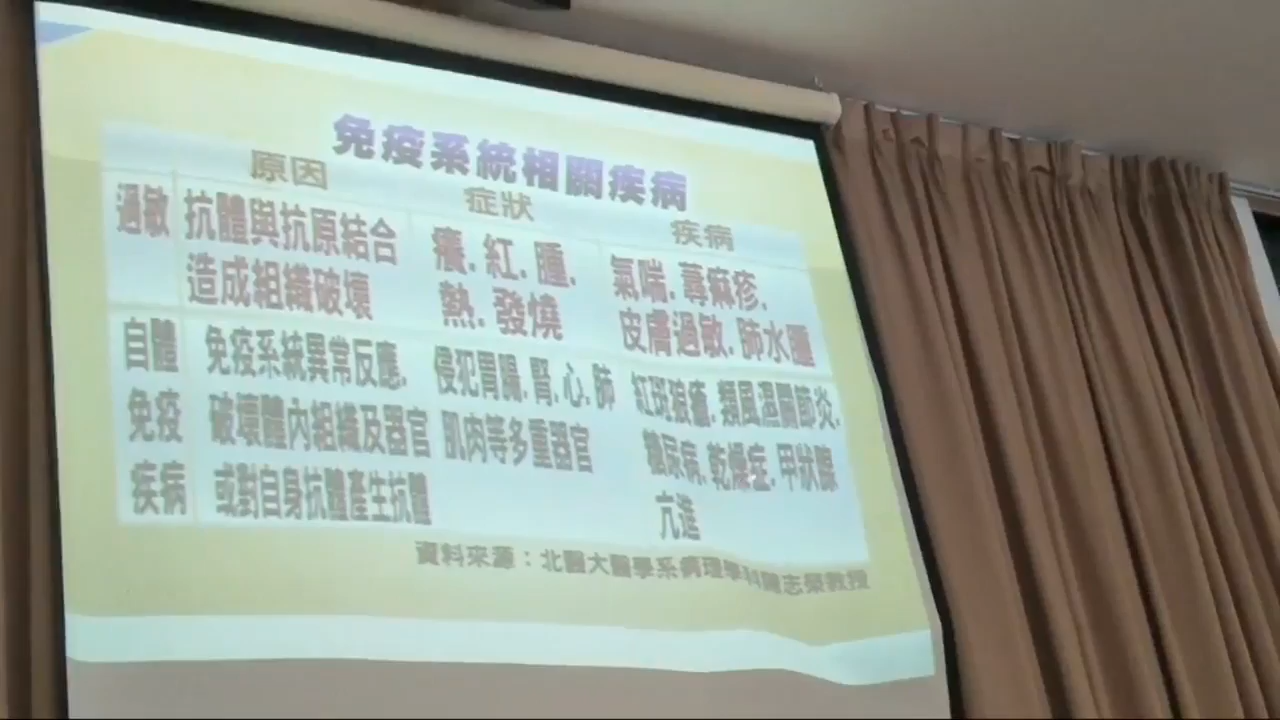 免疫系統相關疾病
原因 症狀 疾病
過敏 抗體與抗原結合 癢.紅.腫. 氣喘.蕁麻疹.
造成組織破壞 熱.發燒 皮膚過敏.肺水腫
自體 免疫系統異常反應. 侵犯胃腸.腎.心.肺 紅斑狼瘡.類風濕關節炎.
免疫 破壞體內組織及器官 肌肉等多重器官 糖尿病.乾燥症.甲狀腺
疾病 或對自身抗體產生抗體 亢進
資料來源：北醫大醫學系病理學科陳志榮教授